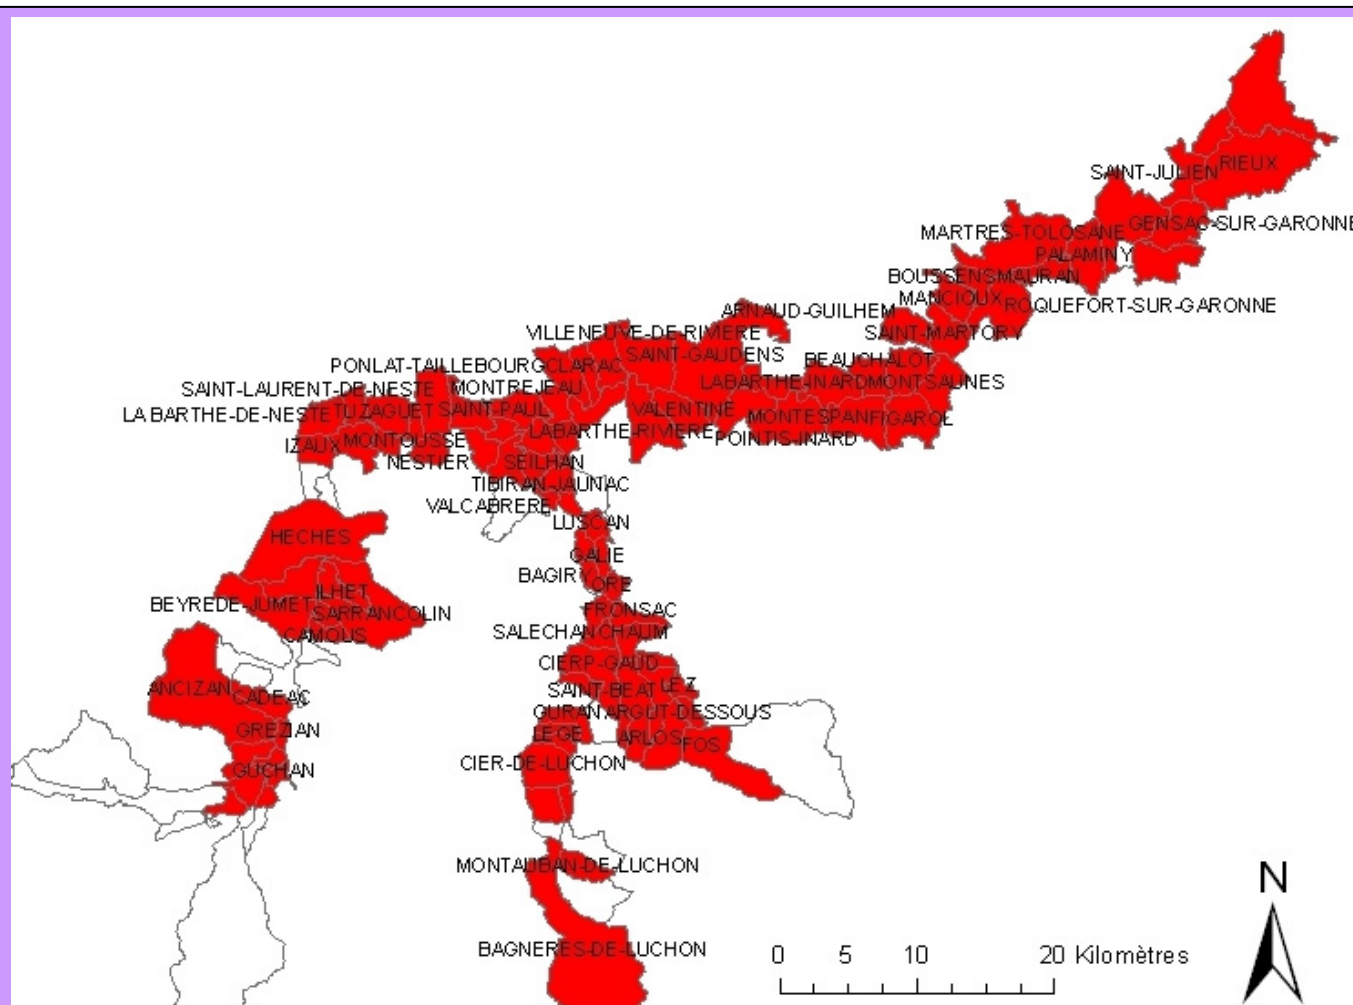 RIEUX
SAINT-JULIEN
GENSAC-SUR-GARONNE
MARTRES-TOLOSANE
PALAMINY
BOUSSENS
MAURAN
MANCIOUX
ROQUEFORT-SUR-GARONNE
ARNAUD-GUILHEM
SAINT-MARTORY
VILLENEUVE-DE-RIVIERE
SAINT-GAUDENS
BEAUCHALOT
PONLAT-TAILLEBOURG
CLARAC
LABARTHE-INARD
MONTSAUNES
SAINT-LAURENT-DE-NESTE
MONTREJEAU
LA BARTHE-DE-NESTE
TUZAGUET
SAINT-PAUL
VALENTINE
MONTESPAN
FIGAROL
LABARTHE-RIVIERE
POINTIS-INARD
IZAUX
MONTOUSSE
NESTIER
SEILHAN
TIBIRAN-JAUNAC
VALCABRERE
LUSCAN
HECHES
GALIE
BAGIRY
ORE
ILHET
BEYREDE-JUMET
SARRANCOLIN
FRONSAC
CAMOUS
SALECHAN
CHAUM
CIERP-GAUD
ANCIZAN
CADEAC
SAINT-BEAT
LEZ
GURAN
ARGUT-DESSOUS
GREZIAN
LEGE
ARLOS
FOS
GUCHAN
CIER-DE-LUCHON
MONTAUBAN-DE-LUCHON
BAGNERES-DE-LUCHON
N
0 5 10 20 Kilomètres